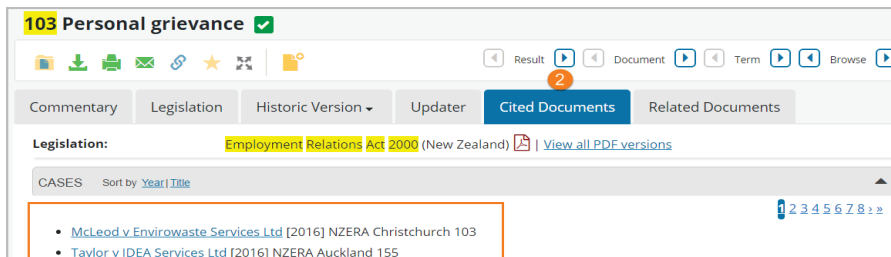 103 Personal grievance
Result Document Term Browse
2
Commentary Legislation Historic Version Updater Cited Documents Related Documents
Legislation: Employment Relations Act 2000 (New Zealand) | View all PDF versions
CASES Sort by Year | Title
1 2 3 4 5 6 7 8 › »
• McLeod v Envirowaste Services Ltd [2016] NZERA Christchurch 103
• Taylor v IDEA Services Ltd [2016] NZERA Auckland 155